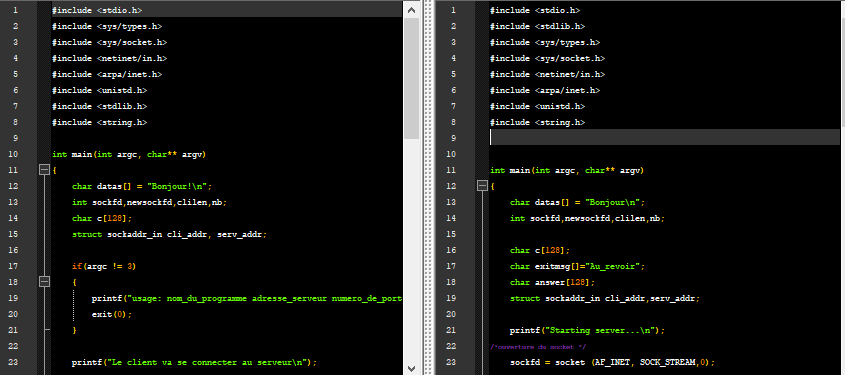 1 #include <stdio.h>
2 #include <sys/types.h>
3 #include <sys/socket.h>
4 #include <netinet/in.h>
5 #include <arpa/inet.h>
6 #include <unistd.h>
7 #include <stdlib.h>
8 #include <string.h>
9
10 int main(int argc, char** argv)
11 {
12 char datas[] = "Bonjour!\n";
13 int sockfd,newsockfd,clilen,nb;
14 char c[128];
15 struct sockaddr_in cli_addr, serv_addr;
16
17 if(argc != 3)
18 {
19 printf("usage: nom_du_programme adresse_serveur numero_de_port
20 exit(0);
21 }
22
23 printf("Le client va se connecter au serveur\n");
1 #include <stdio.h>
2 #include <stdlib.h>
3 #include <sys/types.h>
4 #include <sys/socket.h>
5 #include <netinet/in.h>
6 #include <arpa/inet.h>
7 #include <unistd.h>
8 #include <string.h>
9
10
11 int main(int argc, char** argv)
12 {
13 char datas[] = "Bonjour\n";
14 int sockfd,newsockfd,clilen,nb;
15
16 char c[128];
17 char exitmsg[]="Au_revoir";
18 char answer[128];
19 struct sockaddr_in cli_addr,serv_addr;
20
21 printf("Starting server...\n");
22 /*ouverture du socket */
23 sockfd = socket (AF_INET, SOCK_STREAM,0);